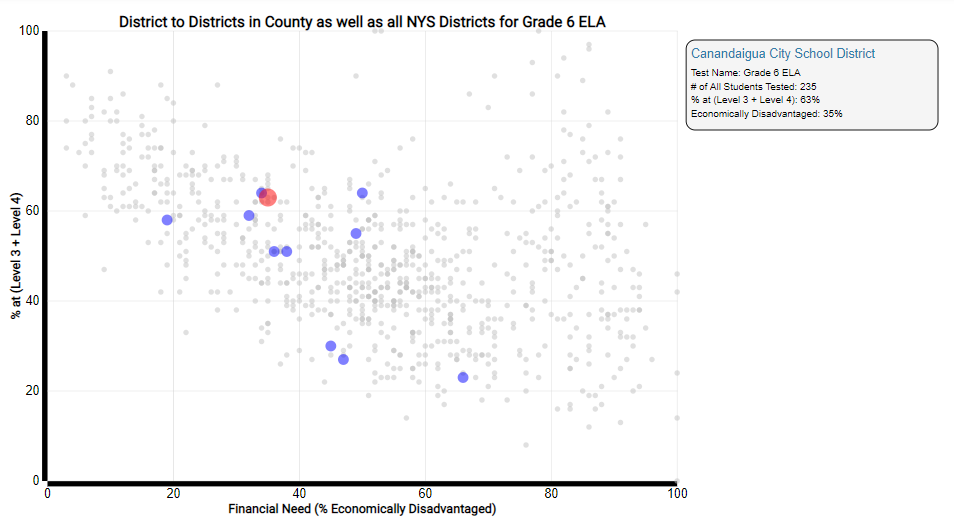 District to Districts in County as well as all NYS Districts for Grade 6 ELA
100
80
60
40
20
0
% at (Level 3 + Level 4)
0 20 40 60 80 100
Financial Need (% Economically Disadvantaged)
Canandaigua City School District
Test Name: Grade 6 ELA
# of All Students Tested: 235
% at (Level 3 + Level 4): 63%
Economically Disadvantaged: 35%